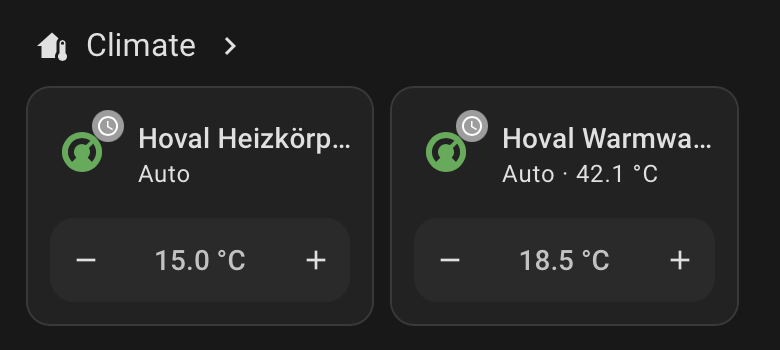 Climate
Hoval Heizkörp...
Auto
− 15.0 °C +
Hoval Warmwa...
Auto · 42.1 °C
− 18.5 °C +